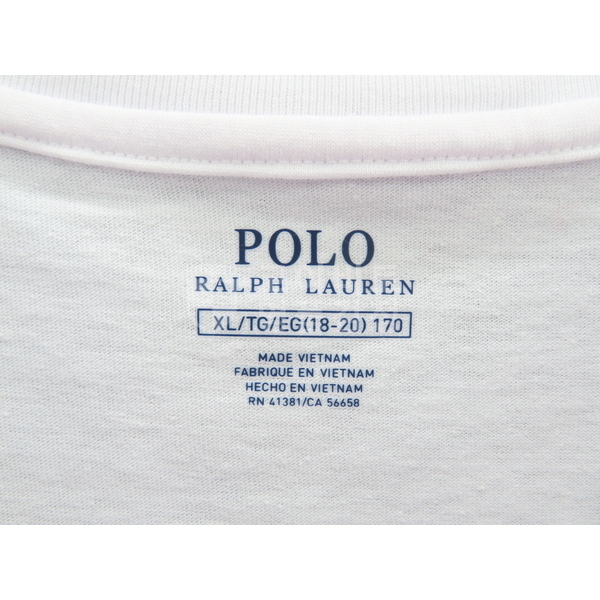 POLO
RALPH LAUREN
XL/TG/EG(18-20) 170
MADE VIETNAM
FABRIQUE EN VIETNAM
HECHO EN VIETNAM
RN 41381/CA 56658